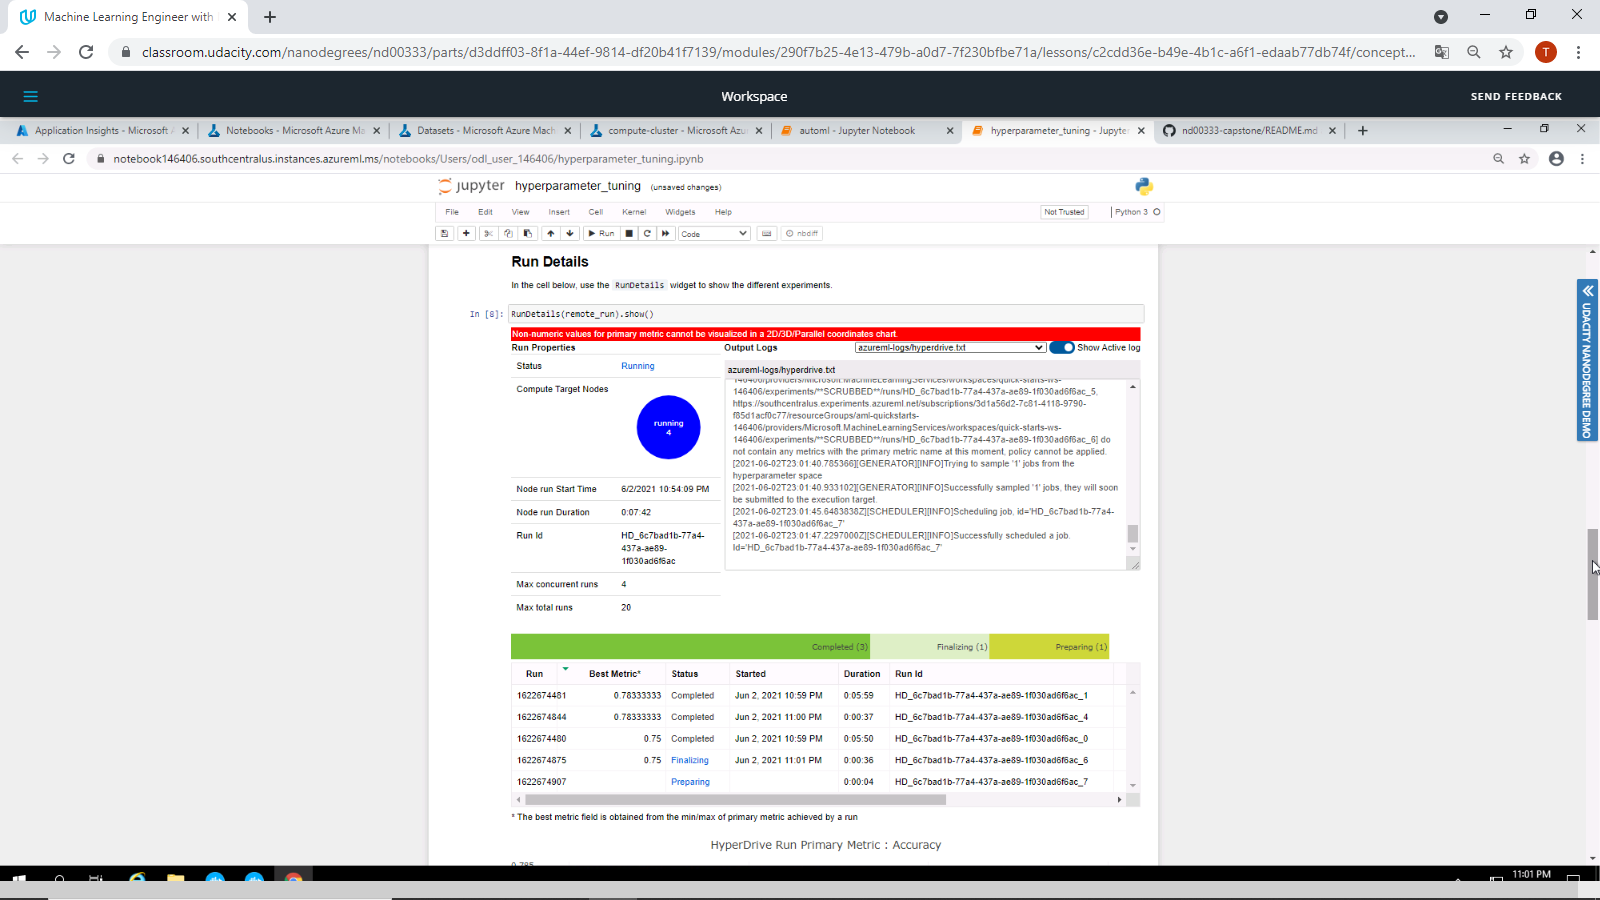 Machine Learning Engineer with
classroom.udacity.com/nanodegrees/nd00333/parts/d3ddff03-8f1a-44ef-9814-df20b41f7139/modules/290f7b25-4e13-479b-a0d7-7f230bfbe71a/lessons/c2cdd36e-b49e-4b1c-a6f1-edaab77db74f/concept...
T
Workspace
SEND FEEDBACK
Application Insights - Microsoft A
Notebooks - Microsoft Azure Ma
Datasets - Microsoft Azure Mach
compute-cluster - Microsoft Azu
automl - Jupyter Notebook
hyperparameter_tuning - Jupyter
nd00333-capstone/README.md
notebook146406.southcentralus.instances.azureml.ms/notebooks/Users/odl_user_146406/hyperparameter_tuning.ipynb
jupyter hyperparameter_tuning (unsaved changes)
File Edit View Insert Cell Kernel Widgets Help
Not Trusted
Python 3
Run
Code
nbdiff
Run Details
In the cell below, use the RunDetails widget to show the different experiments.
In [8]: RunDetails(remote_run).show()
Non-numeric values for primary metric cannot be visualized in a 2D/3D/Parallel coordinates chart.
Run Properties
Output Logs
azureml-logs/hyperdrive.txt
Show Active log
Status Running
Compute Target Nodes
running
4
Node run Start Time 6/2/2021 10:54:09 PM
Node run Duration 0:07:42
Run Id HD_6c7bad1b-77a4-
437a-ae89-
1f030ad6f6ac
Max concurrent runs 4
Max total runs 20
azureml-logs/hyperdrive.txt
146406/providers/Microsoft.MachineLearningServices/workspaces/quick-starts-ws-
146406/experiments/**SCRUBBED**/runs/HD_6c7bad1b-77a4-437a-ae89-1f030ad6f6ac_5,
https://southcentralus.experiments.azureml.net/subscriptions/3d1a56d2-7c81-4118-9790-
f85d1acf0c77/resourceGroups/aml-quickstarts-
146406/providers/Microsoft.MachineLearningServices/workspaces/quick-starts-ws-
146406/experiments/**SCRUBBED**/runs/HD_6c7bad1b-77a4-437a-ae89-1f030ad6f6ac_6] do
not contain any metrics with the primary metric name at this moment, policy cannot be applied.
[2021-06-02T23:01:40.785366][GENERATOR][INFO]Trying to sample '1' jobs from the
hyperparameter space
[2021-06-02T23:01:40.933102][GENERATOR][INFO]Successfully sampled '1' jobs, they will soon
be submitted to the execution target.
[2021-06-02T23:01:45.6483838Z][SCHEDULER][INFO]Scheduling job, id='HD_6c7bad1b-77a4-
437a-ae89-1f030ad6f6ac_7'
[2021-06-02T23:01:47.2297000Z][SCHEDULER][INFO]Successfully scheduled a job.
Id='HD_6c7bad1b-77a4-437a-ae89-1f030ad6f6ac_7'
Completed (3) Finalizing (1) Preparing (1)
Run Best Metric* Status Started Duration Run Id
1622674481 0.78333333 Completed Jun 2, 2021 10:59 PM 0:05:59 HD_6c7bad1b-77a4-437a-ae89-1f030ad6f6ac_1
1622674844 0.78333333 Completed Jun 2, 2021 11:00 PM 0:00:37 HD_6c7bad1b-77a4-437a-ae89-1f030ad6f6ac_4
1622674480 0.75 Completed Jun 2, 2021 10:59 PM 0:05:50 HD_6c7bad1b-77a4-437a-ae89-1f030ad6f6ac_0
1622674875 0.75 Finalizing Jun 2, 2021 11:01 PM 0:00:36 HD_6c7bad1b-77a4-437a-ae89-1f030ad6f6ac_6
1622674907 Preparing 0:00:04 HD_6c7bad1b-77a4-437a-ae89-1f030ad6f6ac_7
* The best metric field is obtained from the min/max of primary metric achieved by a run
HyperDrive Run Primary Metric : Accuracy
0.785
UDACITY NANODEGREE DEMO
11:01 PM